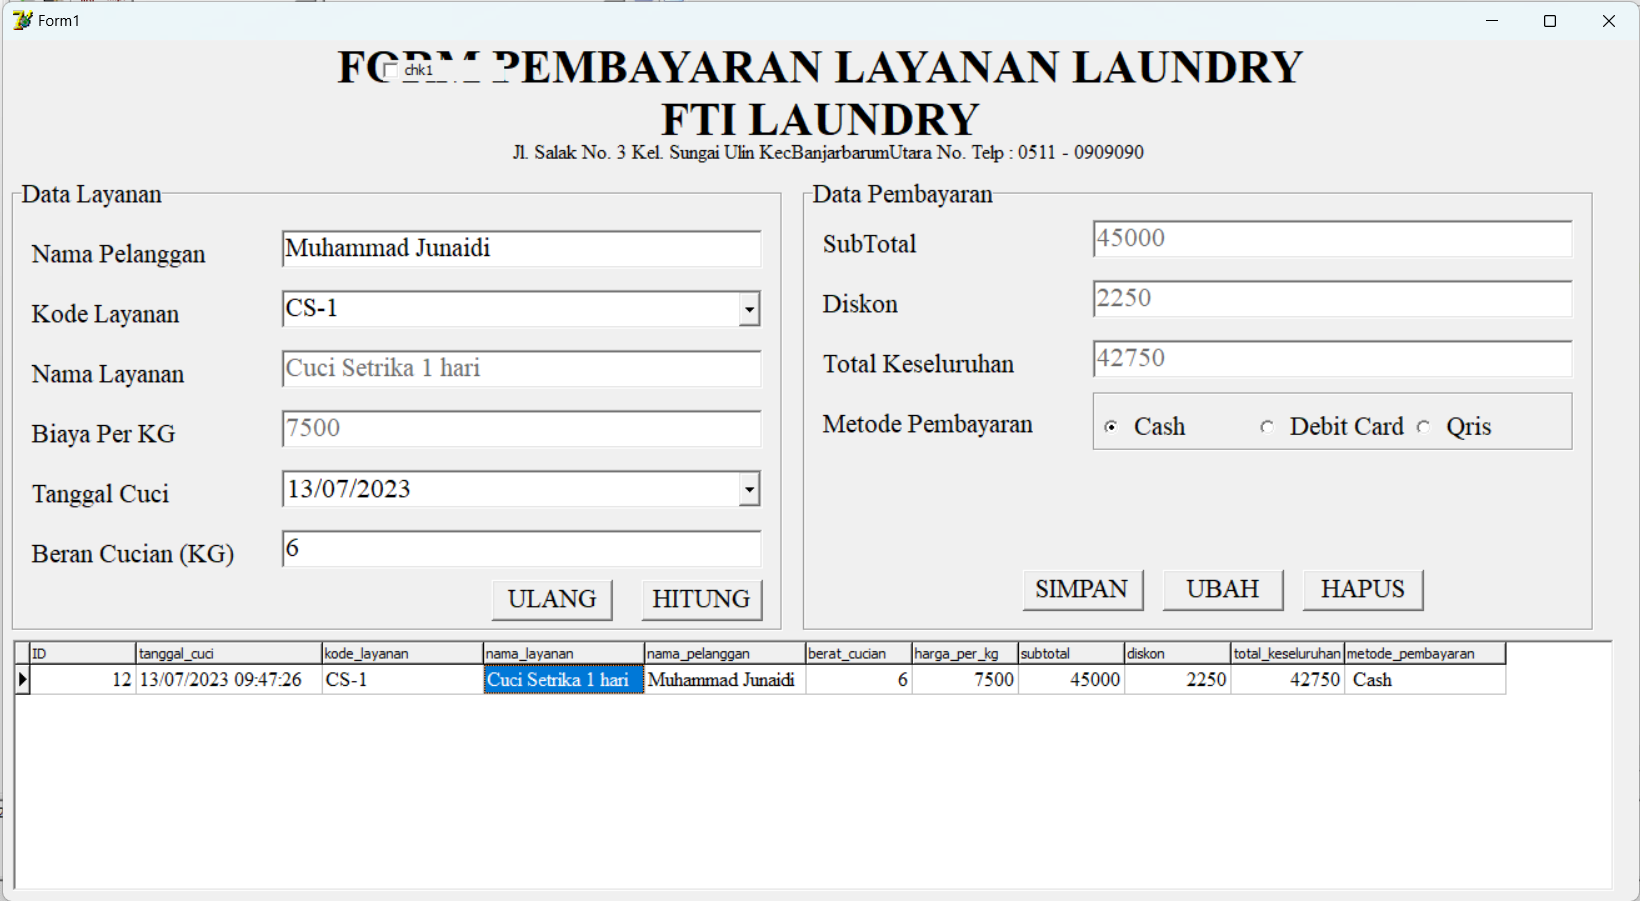 Form1
FORM PEMBAYARAN LAYANAN LAUNDRY
chk1
FTI LAUNDRY
Jl. Salak No. 3 Kel. Sungai Ulin KecBanjarbarumUtara No. Telp : 0511 - 0909090
Data Layanan
Nama Pelanggan Muhammad Junaidi
Kode Layanan CS-1
Nama Layanan Cuci Setrika 1 hari
Biaya Per KG 7500
Tanggal Cuci 13/07/2023
Beran Cucian (KG) 6
ULANG HITUNG
Data Pembayaran
SubTotal 45000
Diskon 2250
Total Keseluruhan 42750
Metode Pembayaran Cash Debit Card Qris
SIMPAN UBAH HAPUS
ID tanggal_cuci kode_layanan nama_layanan nama_pelanggan berat_cucian harga_per_kg subtotal diskon total_keseluruhan metode_pembayaran
12 13/07/2023 09:47:26 CS-1 Cuci Setrika 1 hari Muhammad Junaidi 6 7500 45000 2250 42750 Cash